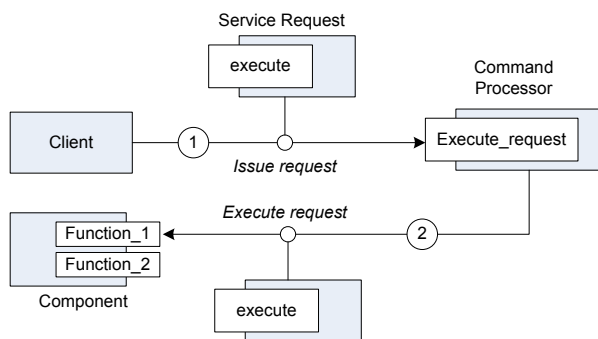 Service Request
execute
Command
Processor
Client
1
Execute_request
Issue request
Execute request
Function_1
2
Function_2
Component
execute